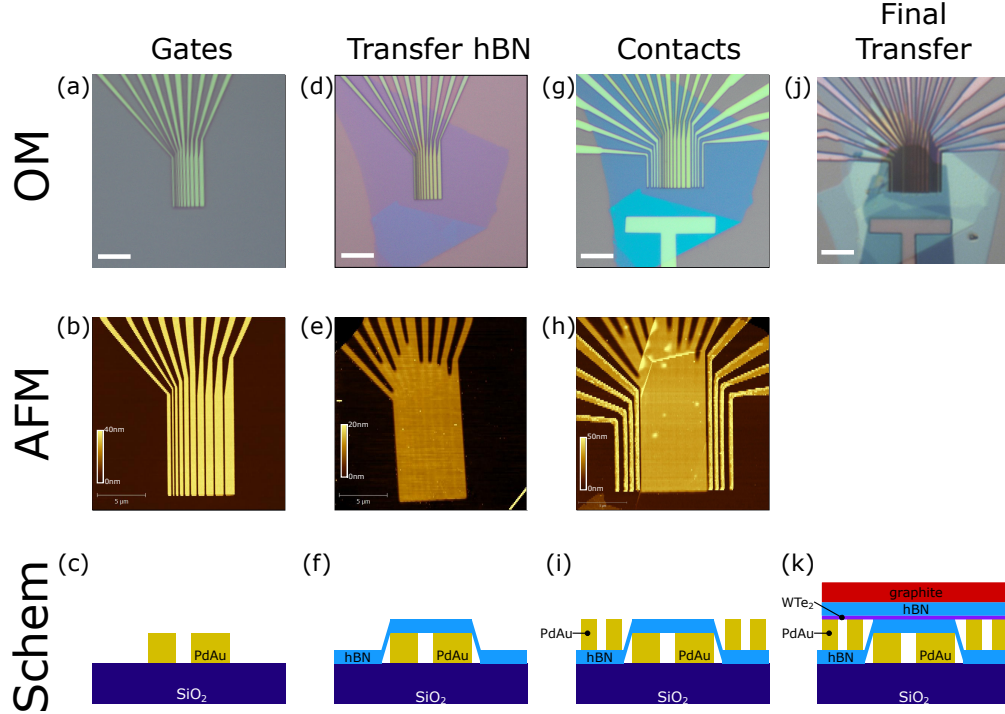 Gates
Transfer hBN
Contacts
Final
Transfer
OM
(a)
(d)
(g)
(j)
AFM
(b)
40nm
0nm
5 µm
(e)
20nm
0nm
5 µm
(h)
50nm
0nm
Schem
(c)
PdAu
SiO₂
(f)
hBN
PdAu
SiO₂
(i)
PdAu
hBN
PdAu
SiO₂
(k)
graphite
WTe₂
hBN
PdAu
hBN
PdAu
SiO₂